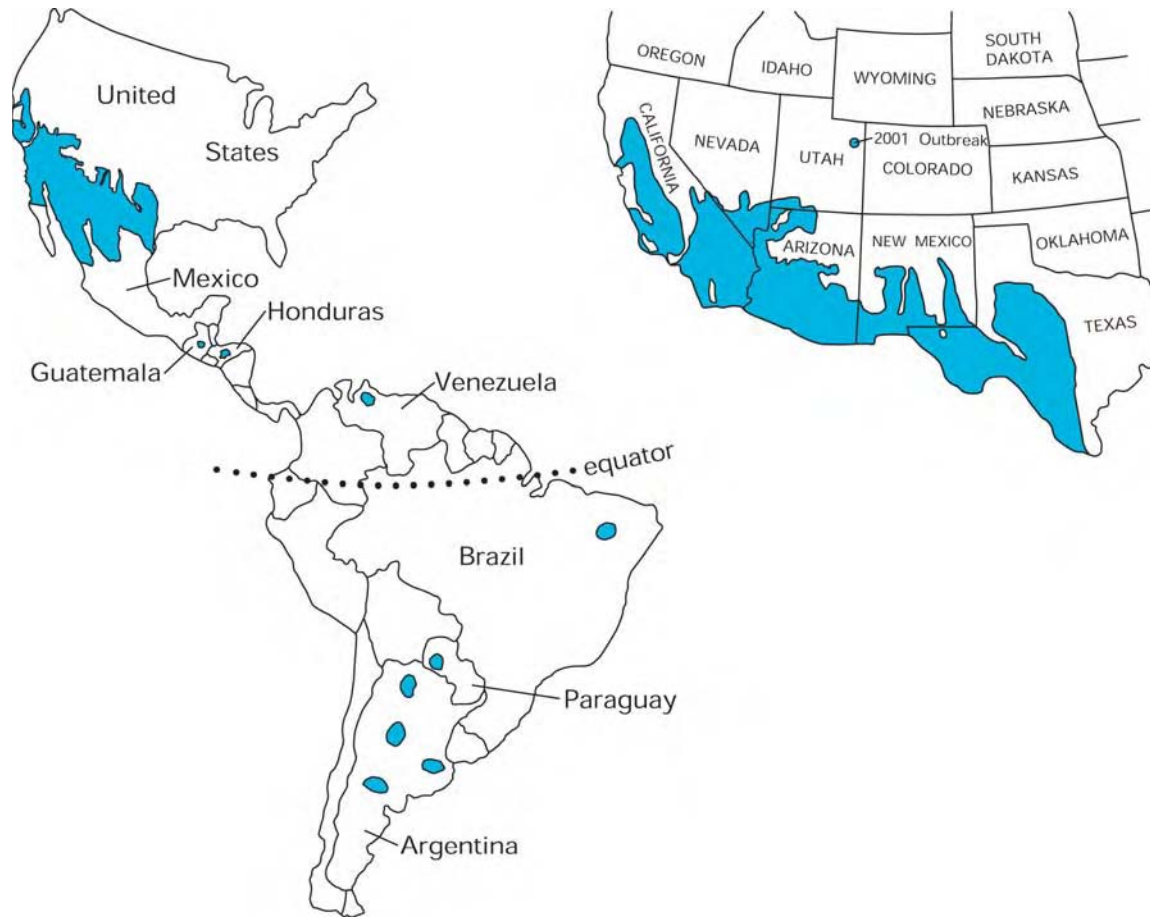 United
States
Mexico
Honduras
Guatemala
Venezuela
equator
Brazil
Paraguay
Argentina
OREGON
IDAHO
WYOMING
SOUTH
DAKOTA
NEBRASKA
CALIFORNIA
NEVADA
UTAH
2001 Outbreak
COLORADO
KANSAS
ARIZONA
NEW MEXICO
OKLAHOMA
TEXAS